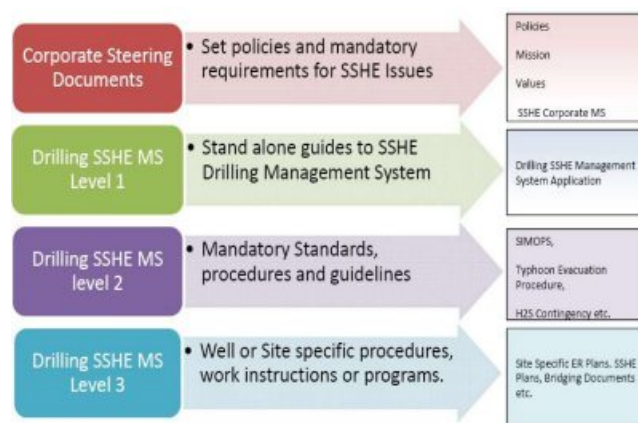 Corporate Steering
Documents
• Set policies and mandatory
requirements for SSHE Issues
Policies
Mission
Values
SSHE Corporate MS
Drilling SSHE MS
Level 1
• Stand alone guides to SSHE
Drilling Management System
Drilling SSHE Management
System Application
Drilling SSHE MS
level 2
• Mandatory Standards,
procedures and guidelines
SIMOPS,
Typhoon Evacuation
Procedure,
H2S Contingency etc.
Drilling SSHE MS
Level 3
• Well or Site specific procedures,
work instructions or programs.
Site Specific ER Plans. SSHE
Plans, Bridging Documents
etc.